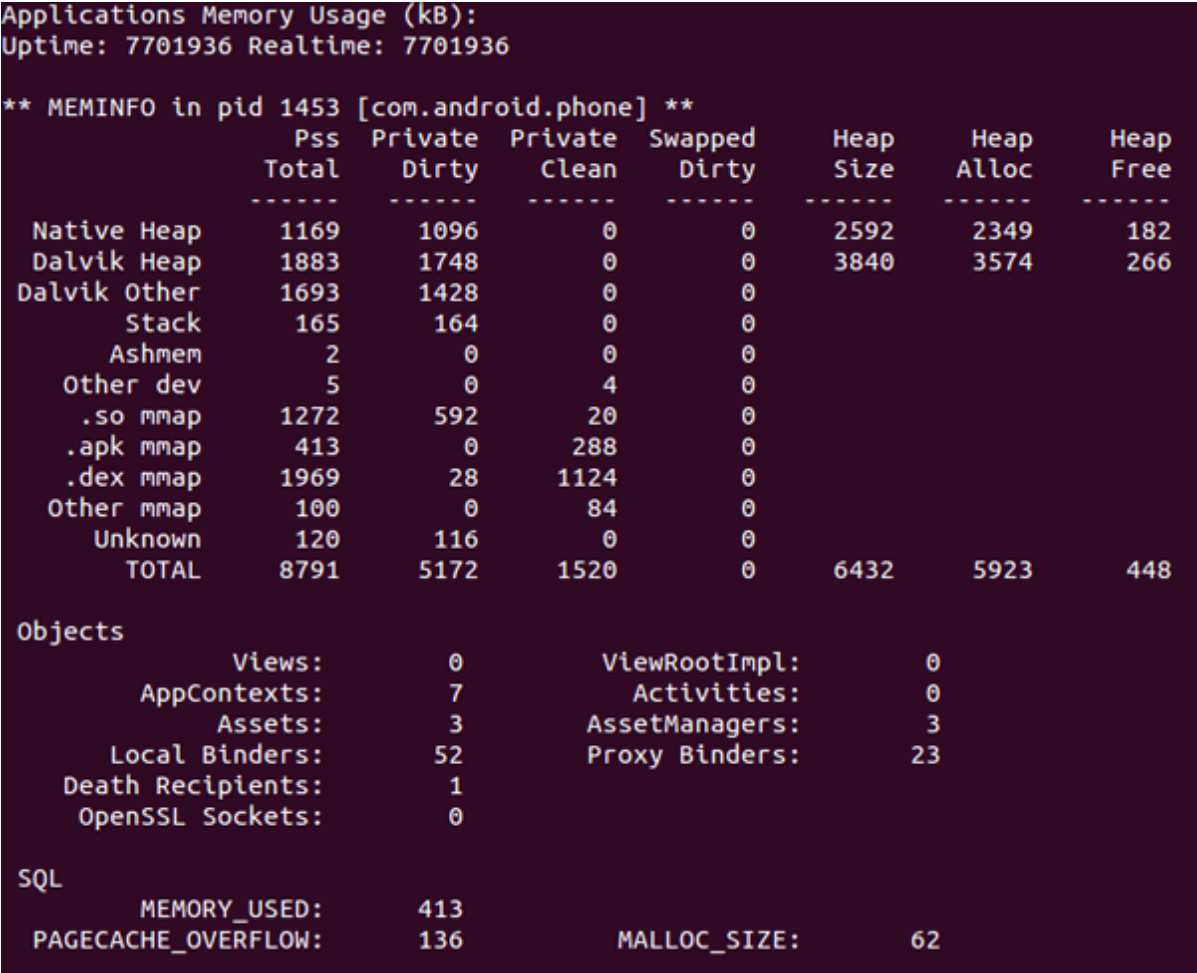 Applications Memory Usage (kB):
Uptime: 7701936 Realtime: 7701936
** MEMINFO in pid 1453 [com.android.phone] **
Pss Private Private Swapped Heap Heap Heap
Total Dirty Clean Dirty Size Alloc Free
------ ------ ------ ------ ------ ------ ------
Native Heap 1169 1096 0 0 2592 2349 182
Dalvik Heap 1883 1748 0 0 3840 3574 266
Dalvik Other 1693 1428 0 0
Stack 165 164 0 0
Ashmem 2 0 0 0
Other dev 5 0 4 0
.so mmap 1272 592 20 0
.apk mmap 413 0 288 0
.dex mmap 1969 28 1124 0
Other mmap 100 0 84 0
Unknown 120 116 0 0
TOTAL 8791 5172 1520 0 6432 5923 448
Objects
Views: 0 ViewRootImpl: 0
AppContexts: 7 Activities: 0
Assets: 3 AssetManagers: 3
Local Binders: 52 Proxy Binders: 23
Death Recipients: 1
OpenSSL Sockets: 0
SQL
MEMORY_USED: 413
PAGECACHE_OVERFLOW: 136 MALLOC_SIZE: 62